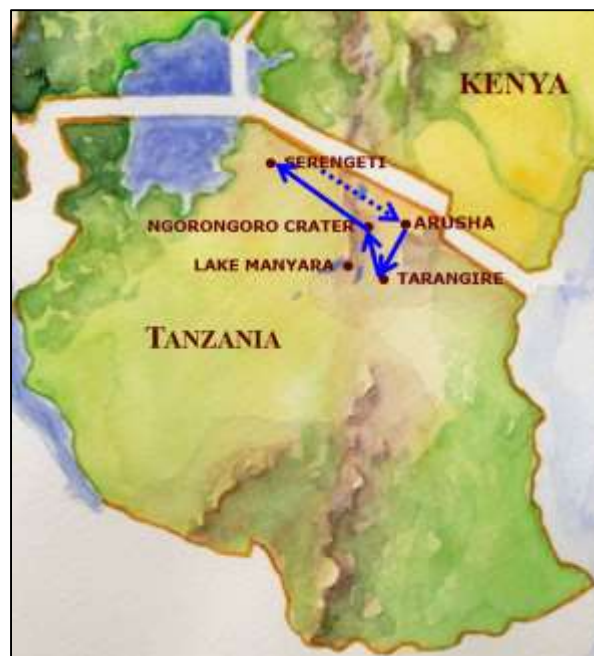 KENYA
SERENGETI
NGORONGORO CRATER
ARUSHA
LAKE MANYARA
TARANGIRE
TANZANIA